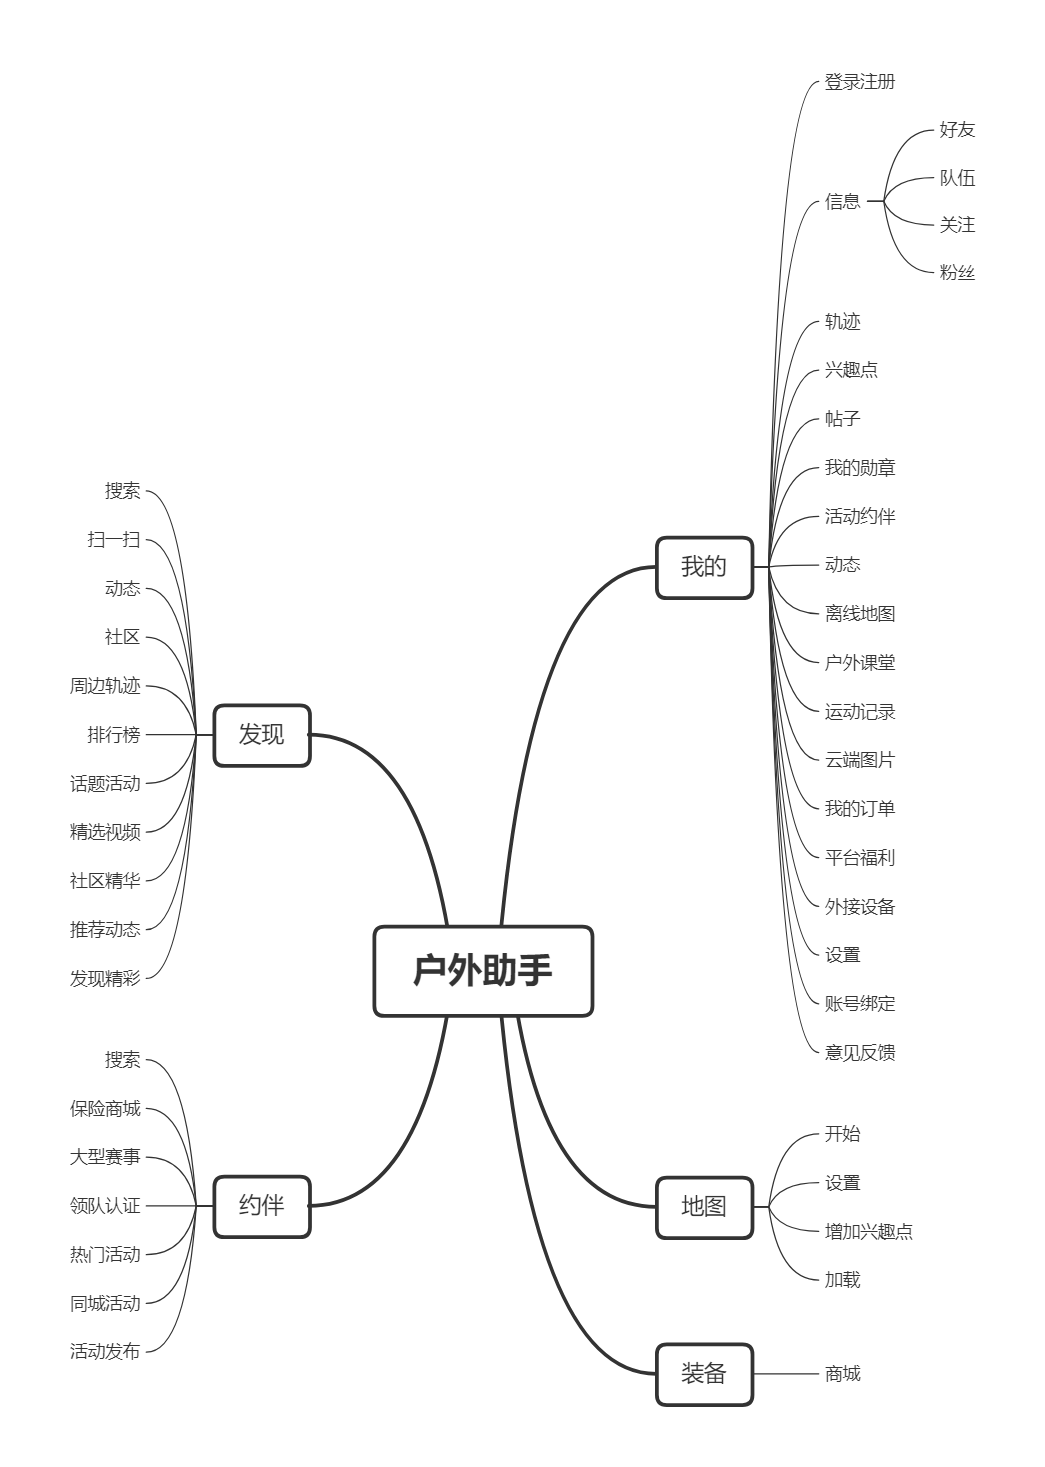 户外助手
我的
登录注册
信息
好友
队伍
关注
粉丝
轨迹
兴趣点
帖子
我的勋章
活动约伴
动态
离线地图
户外课堂
运动记录
云端图片
我的订单
平台福利
外接设备
设置
账号绑定
意见反馈
地图
开始
设置
增加兴趣点
加载
装备
商城
发现
搜索
扫一扫
动态
社区
周边轨迹
排行榜
话题活动
精选视频
社区精华
推荐动态
发现精彩
约伴
搜索
保险商城
大型赛事
领队认证
热门活动
同城活动
活动发布